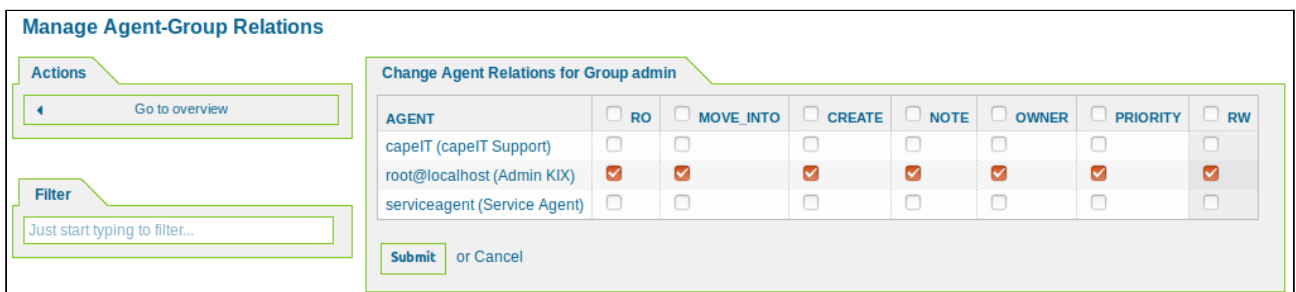 Manage Agent-Group Relations
Actions
Go to overview
Filter
Just start typing to filter...
Change Agent Relations for Group admin
AGENT RO MOVE_INTO CREATE NOTE OWNER PRIORITY RW
capeIT (capeIT Support)
root@localhost (Admin KIX)
serviceagent (Service Agent)
Submit or Cancel